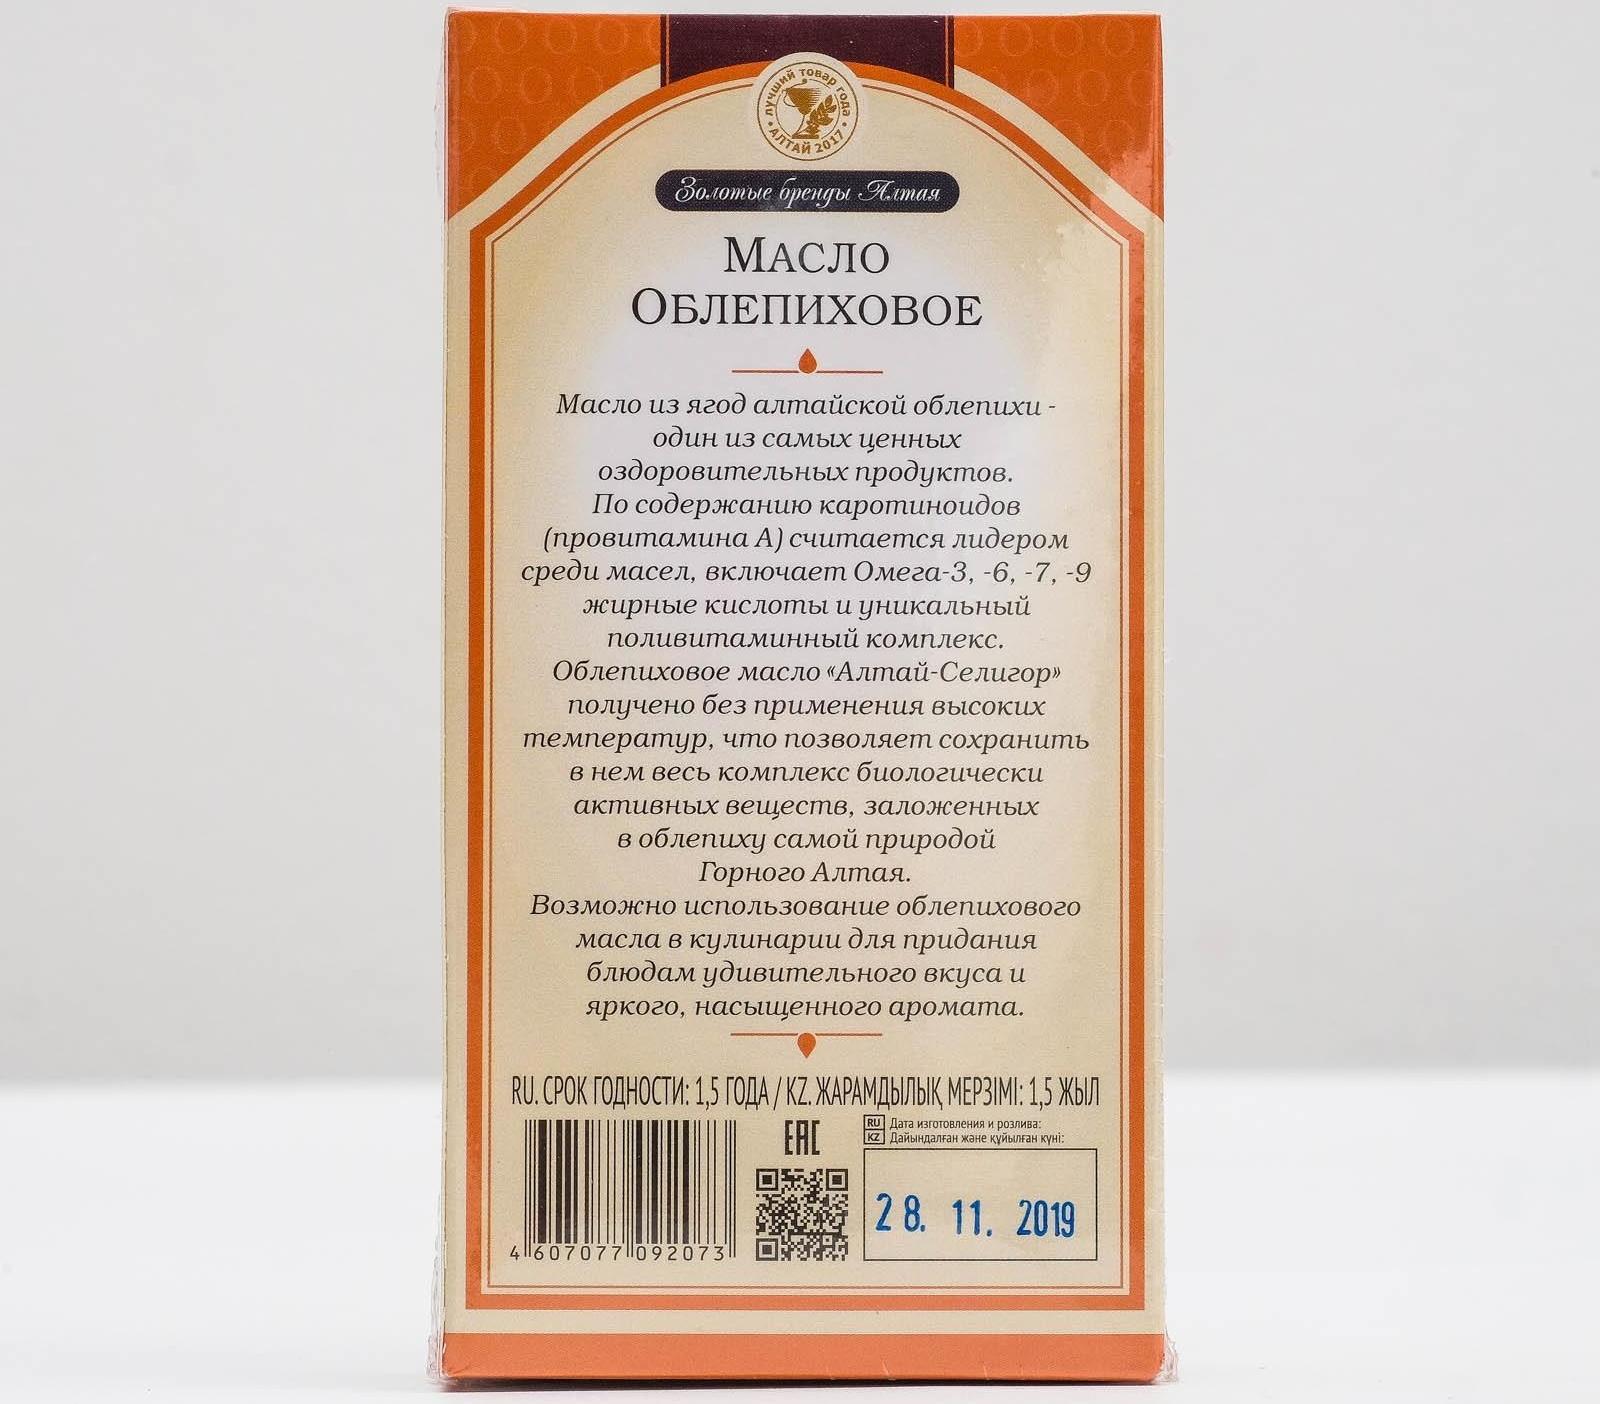 лучший товар года
• АЛТАЙ 2017 •
Золотые бренды Алтая
МАСЛО
ОБЛЕПИХОВОЕ
Масло из ягод алтайской облепихи -
один из самых ценных
оздоровительных продуктов.
По содержанию каротиноидов
(провитамина А) считается лидером
среди масел, включает Омега-3, -6, -7, -9
жирные кислоты и уникальный
поливитаминный комплекс.
Облепиховое масло «Алтай-Селигор»
получено без применения высоких
температур, что позволяет сохранить
в нем весь комплекс биологически
активных веществ, заложенных
в облепиху самой природой
Горного Алтая.
Возможно использование облепихового
масла в кулинарии для придания
блюдам удивительного вкуса и
яркого, насыщенного аромата.
RU. СРОК ГОДНОСТИ: 1,5 ГОДА / KZ. ЖАРАМДЫЛЫҚ МЕРЗІМІ: 1,5 ЖЫЛ
EAC
RU Дата изготовления и розлива:
KZ Дайындалған және құйылған күні:
28. 11. 2019
4 607077 092073